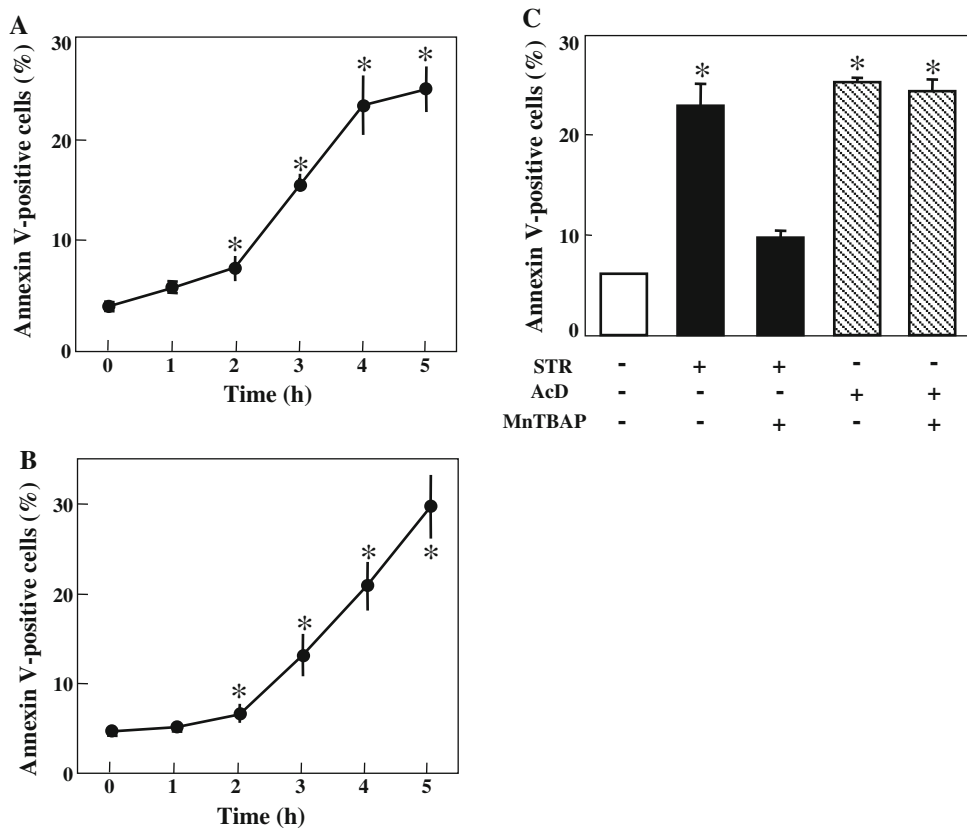 A
Annexin V-positive cells (%)
30
20
10
0
* * * *
0 1 2 3 4 5
Time (h)
B
Annexin V-positive cells (%)
30
20
10
0
* * * *
0 1 2 3 4 5
Time (h)
C
Annexin V-positive cells (%)
30
20
10
0
* * *
STR - + + - -
AcD - - - + +
MnTBAP - - + - +